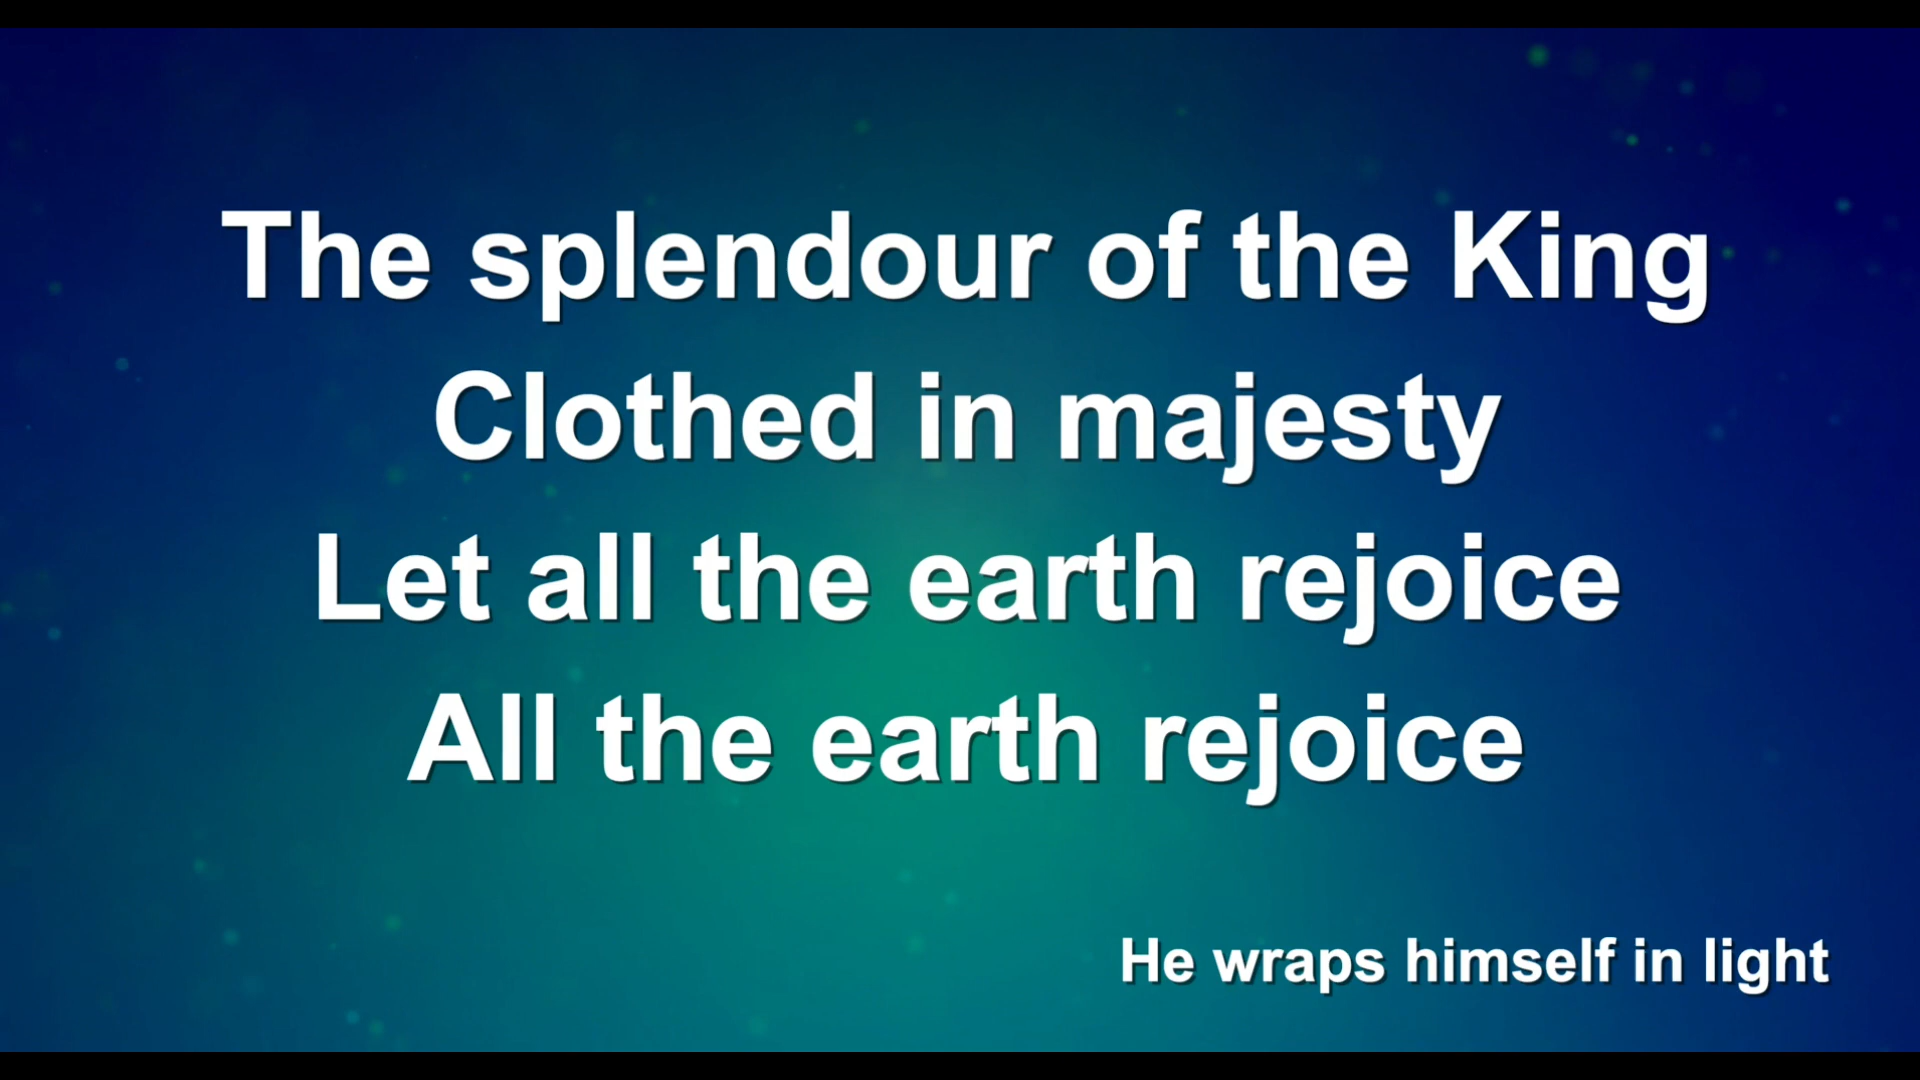 The splendour of the King
Clothed in majesty
Let all the earth rejoice
All the earth rejoice
He wraps himself in light